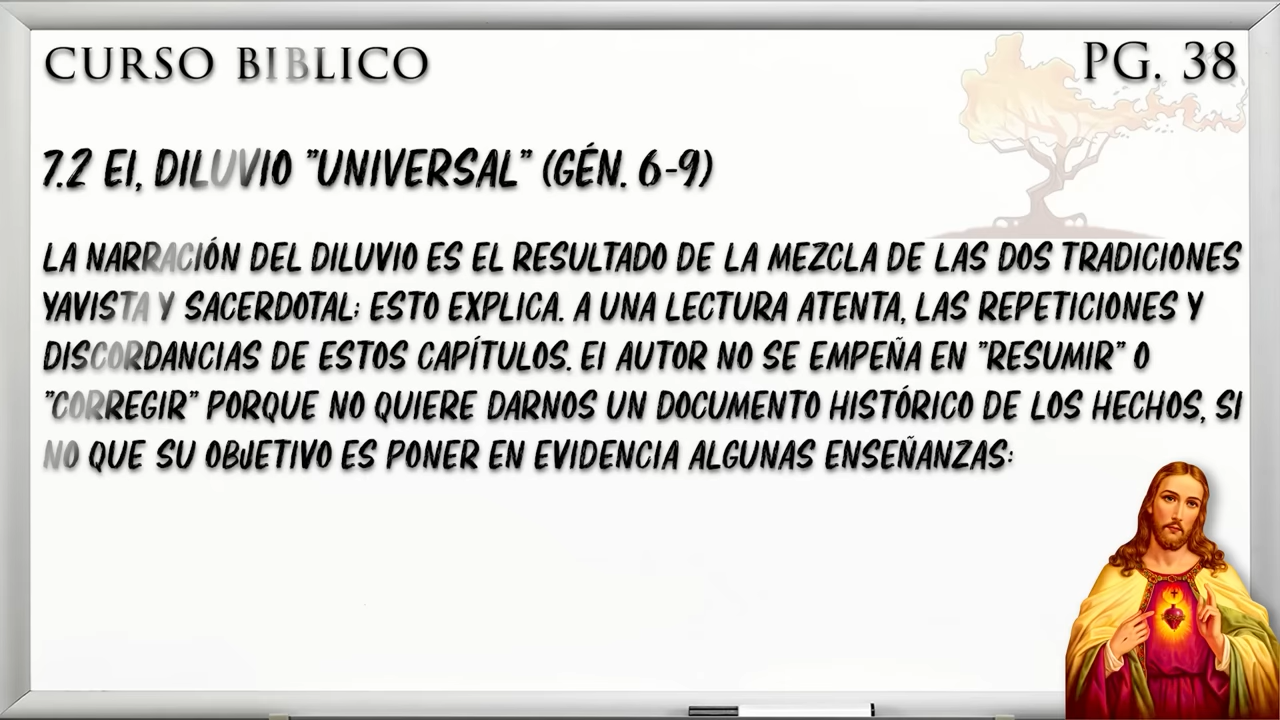 CURSO BIBLICO
PG. 38
7.2 El, DILUVIO "UNIVERSAL" (GÉN. 6-9)
LA NARRACIÓN DEL DILUVIO ES EL RESULTADO DE LA MEZCLA DE LAS DOS TRADICIONES
YAVISTA Y SACERDOTAL; ESTO EXPLICA. A UNA LECTURA ATENTA, LAS REPETICIONES Y
DISCORDANCIAS DE ESTOS CAPÍTULOS. El AUTOR NO SE EMPEÑA EN "RESUMIR" O
"CORREGIR" PORQUE NO QUIERE DARNOS UN DOCUMENTO HISTÓRICO DE LOS HECHOS, SI
NO QUE SU OBJETIVO ES PONER EN EVIDENCIA ALGUNAS ENSEÑANZAS: